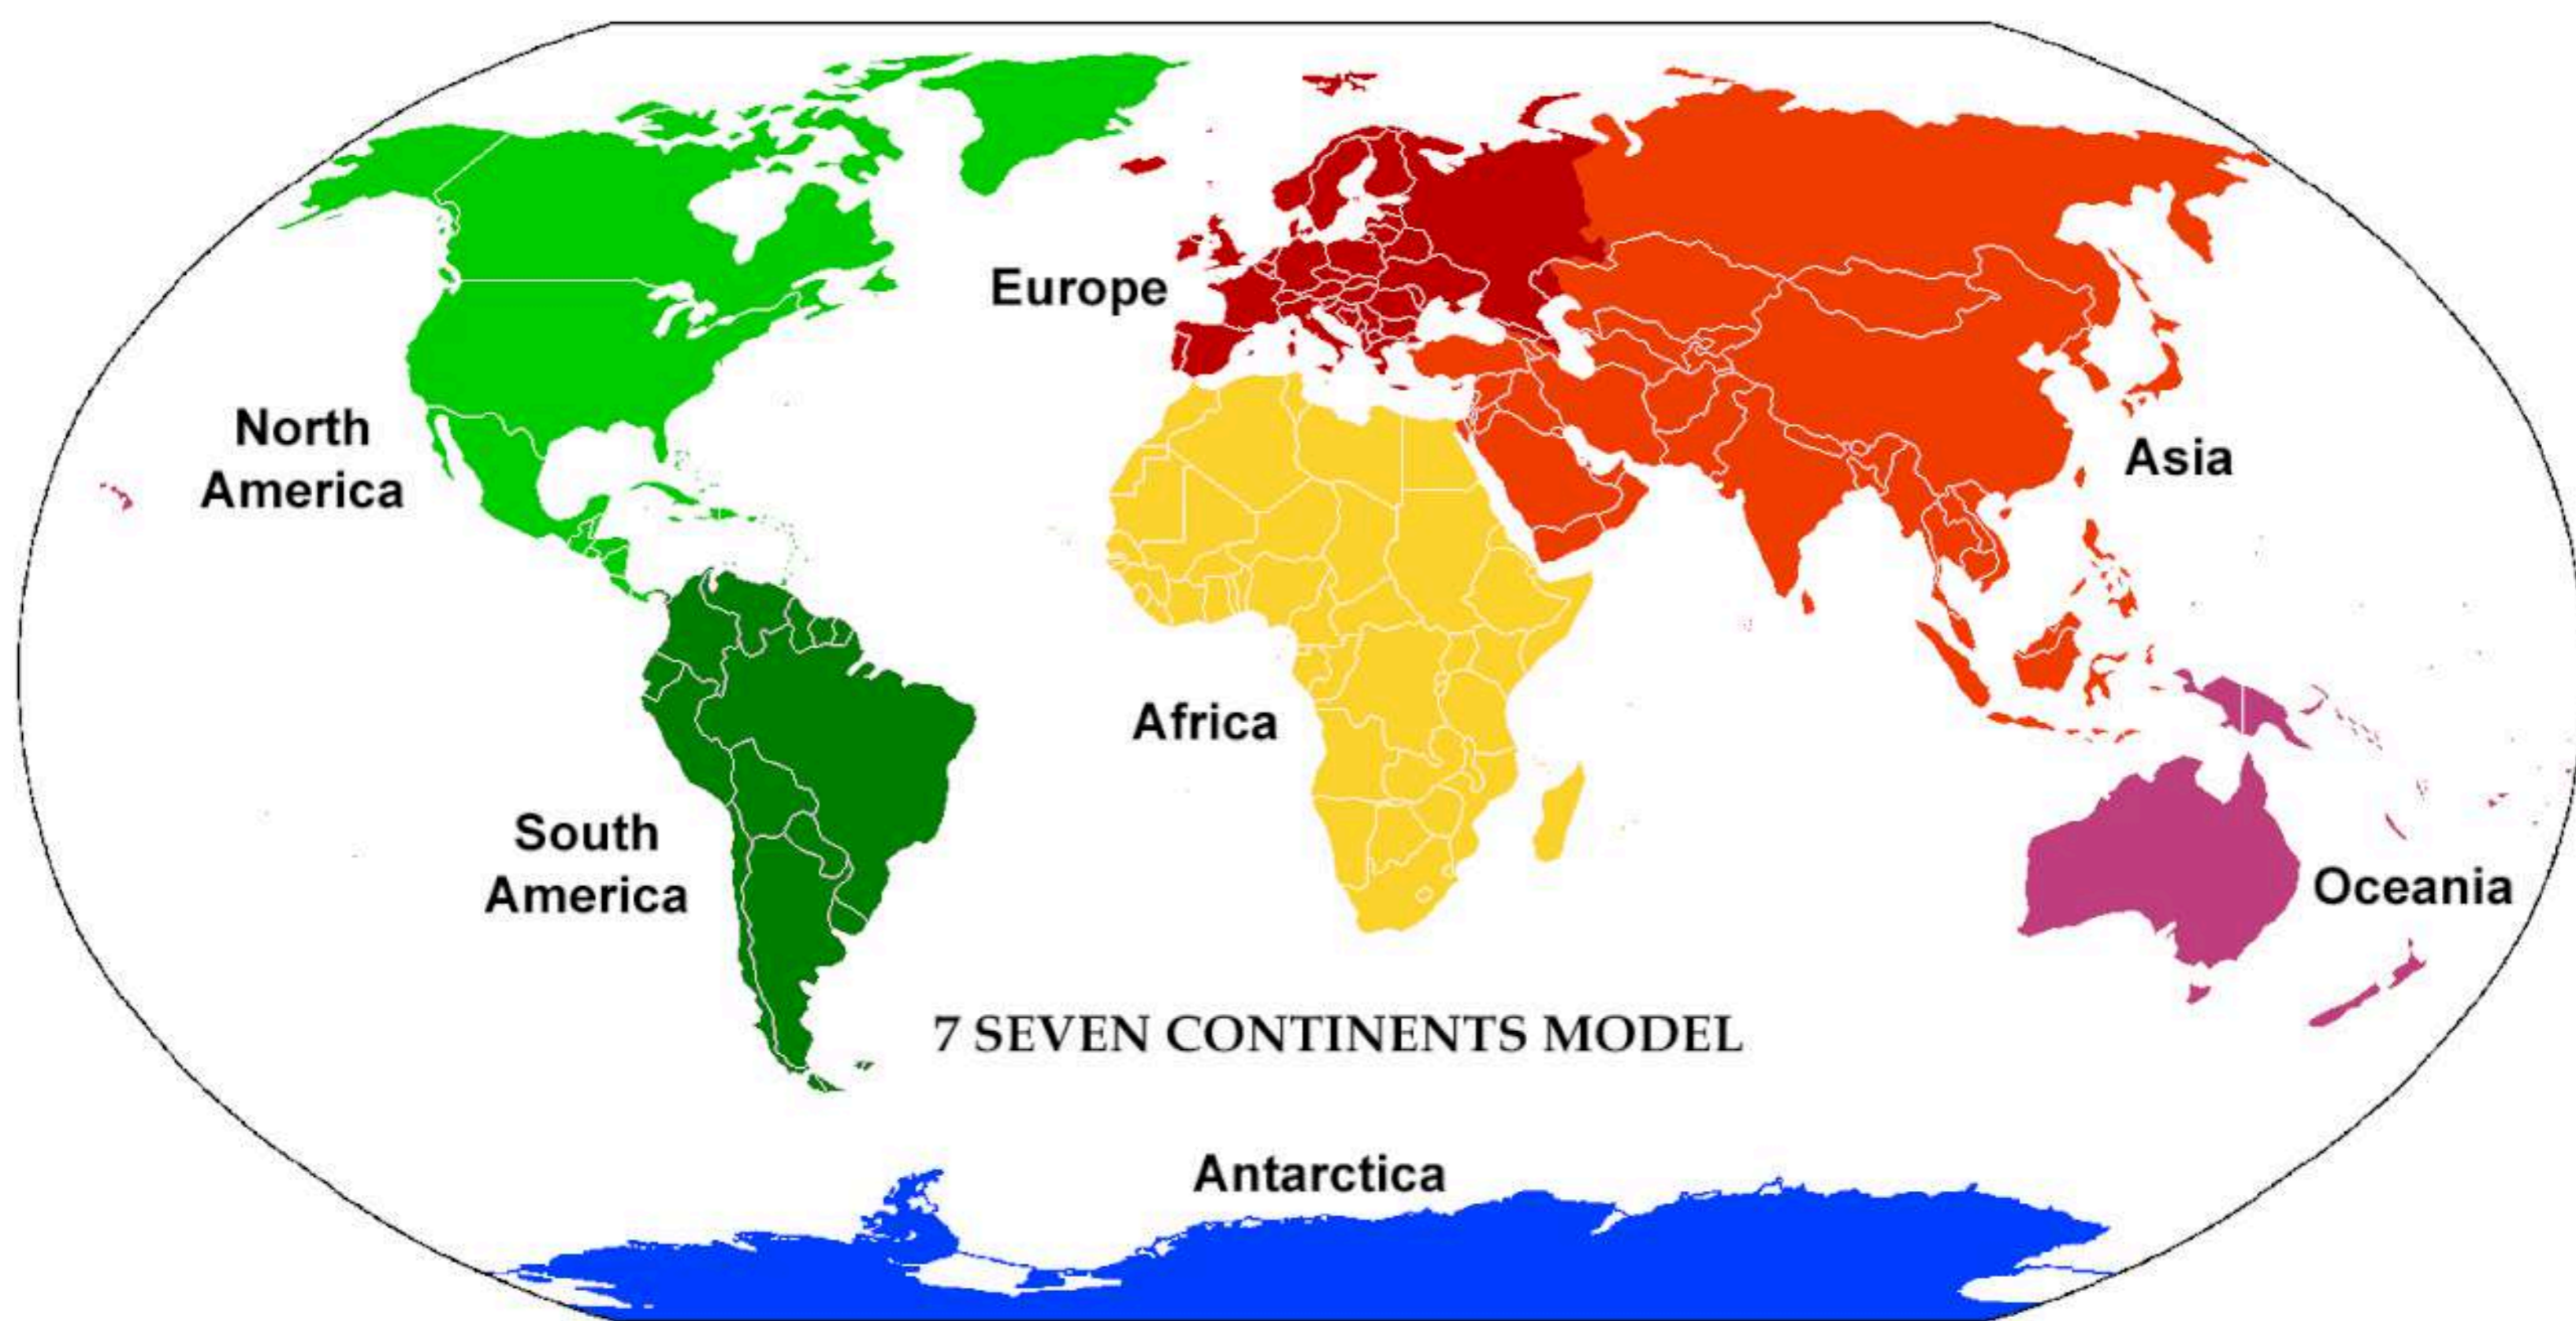 Europe
North
America
Asia
Africa
South
America
Oceania
7 SEVEN CONTINENTS MODEL
Antarctica